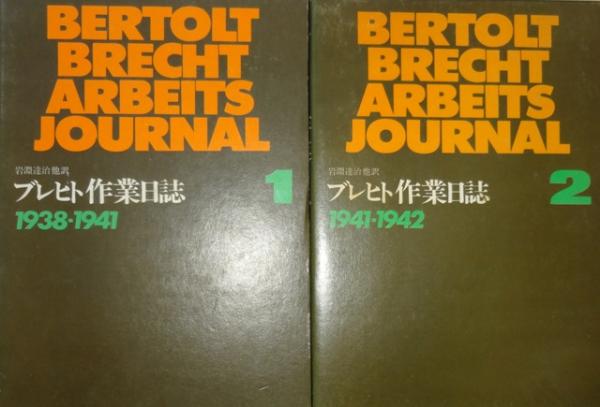 BERTOLT
BRECHT
ARBEITS
JOURNAL
岩淵達治他訳
ブレヒト作業日誌 1
1938-1941
BERTOLT
BRECHT
ARBEITS
JOURNAL
岩淵達治他訳
ブレヒト作業日誌 2
1941-1942